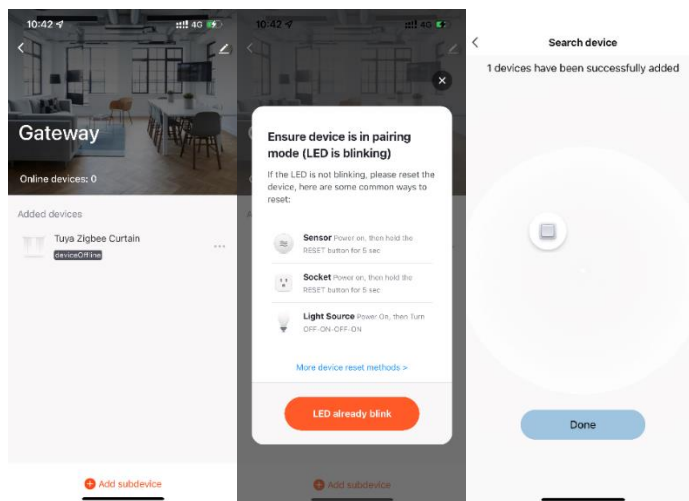 10:42
4G
Gateway
Online devices: 0
Added devices
Tuya Zigbee Curtain
deviceOffline
Add subdevice
10:42
4G
Ensure device is in pairing
mode (LED is blinking)
If the LED is not blinking, please reset the
device, here are some common ways to
reset:
Sensor Power on, then hold the
RESET button for 5 sec
Socket Power on, then hold the
RESET button for 5 sec
Light Source Power On, then Turn
OFF-ON-OFF-ON
More device reset methods >
LED already blink
Add subdevice
Search device
1 devices have been successfully added
Done